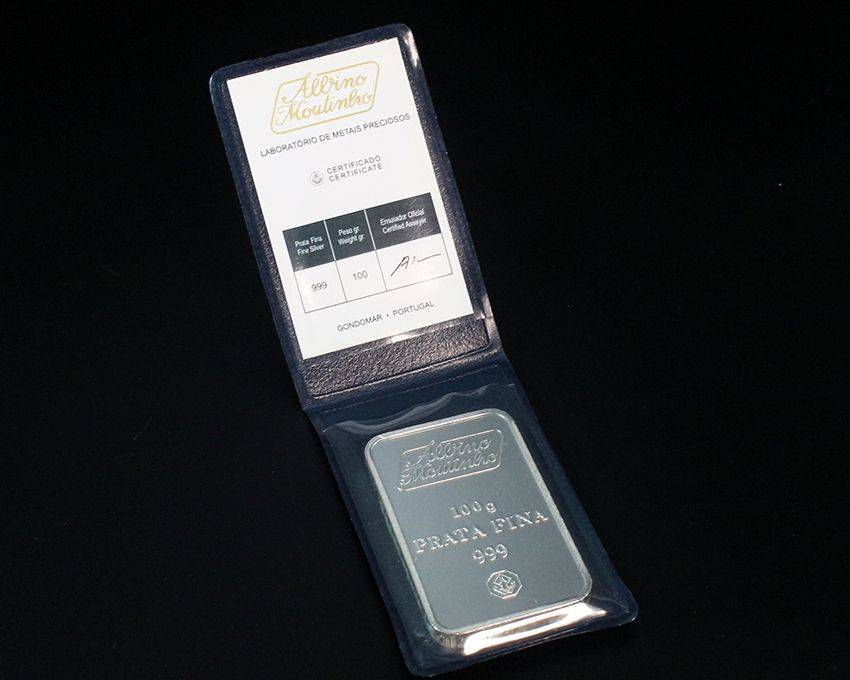 Albino
Moutinho
LABORATÓRIO DE METAIS PRECIOSOS
CERTIFICADO
CERTIFICATE
Prata Fina
Fine Silver
Peso gr.
Weight gr
Ensaiador Oficial
Certified Assayer
999
100
GONDOMAR • PORTUGAL
Albino
Moutinho
100 g
PRATA FINA
999